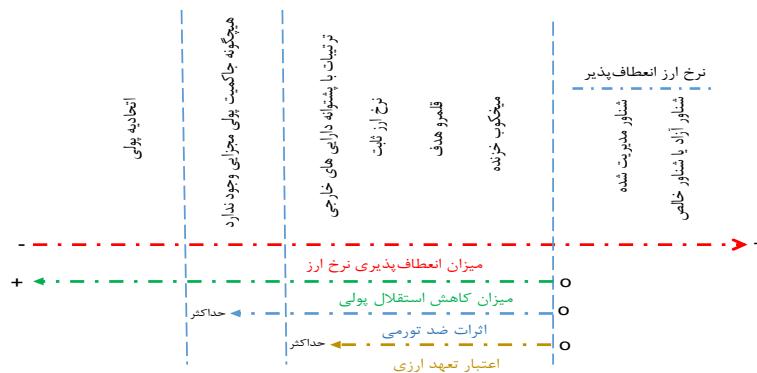 نرخ ارز انعطاف‌پذیر
شناور آزاد یا شناور خالص
شناور مدیریت شده
میخکوب خزنده
قلمرو هدف
نرخ ارز ثابت
ترتیبات با پشتوانه دارایی های خارجی
هیچگونه حاکمیت پولی مجزایی وجود ندارد
اتحادیه پولی
-
+
میزان انعطاف‌پذیری نرخ ارز
+
o
میزان کاهش استقلال پولی
حداکثر
o
اثرات ضد تورمی
حداکثر
o
اعتبار تعهد ارزی